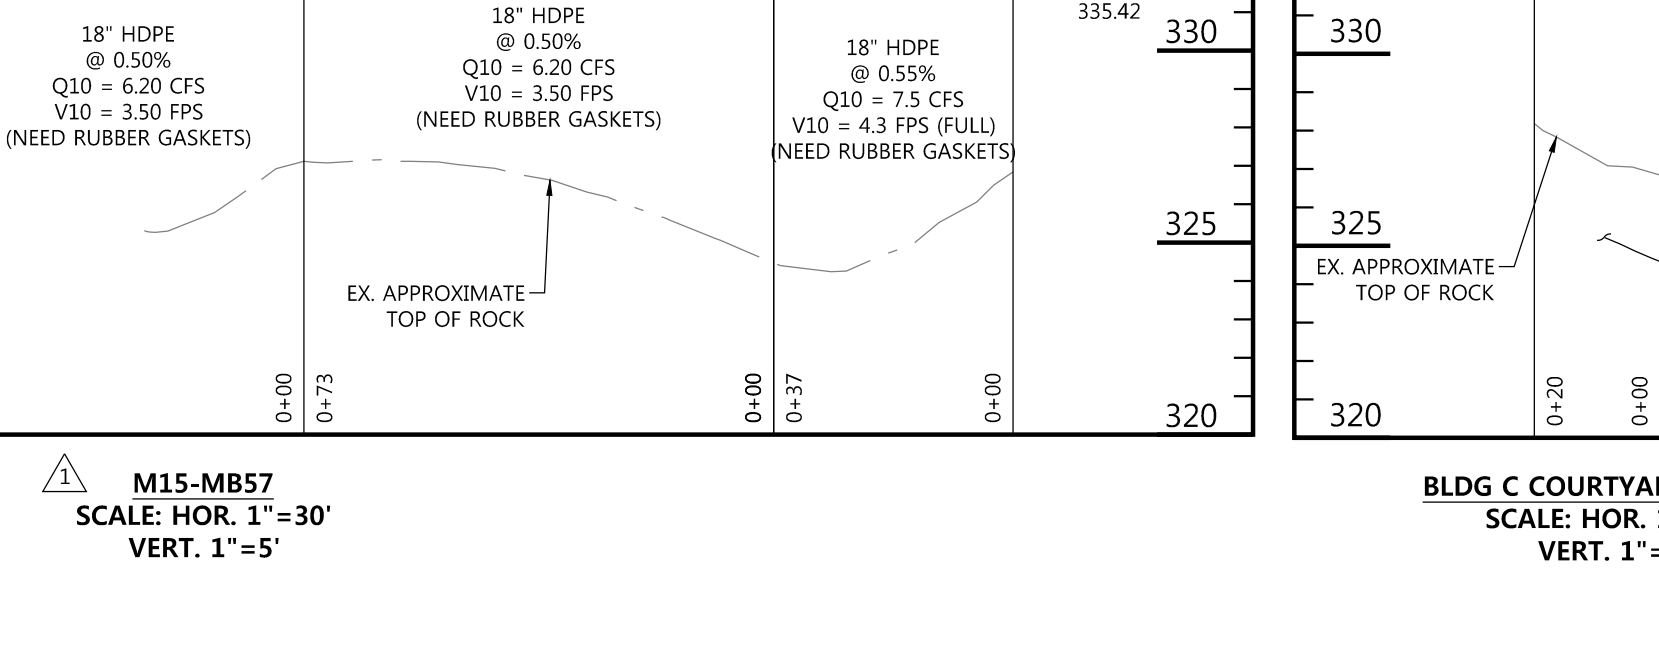 18" HDPE
@ 0.50%
Q10 = 6.20 CFS
V10 = 3.50 FPS
(NEED RUBBER GASKETS)
18" HDPE
@ 0.50%
Q10 = 6.20 CFS
V10 = 3.50 FPS
(NEED RUBBER GASKETS)
18" HDPE
@ 0.55%
Q10 = 7.5 CFS
V10 = 4.3 FPS (FULL)
(NEED RUBBER GASKETS)
335.42
330
325
320
EX. APPROXIMATE
TOP OF ROCK
0+00
0+73
0+00
0+37
0+00
1
M15-MB57
SCALE: HOR. 1"=30'
VERT. 1"=5'
330
325
320
EX. APPROXIMATE
TOP OF ROCK
0+20
0+00
BLDG C
SCALE: HOR.
VERT. 1"=